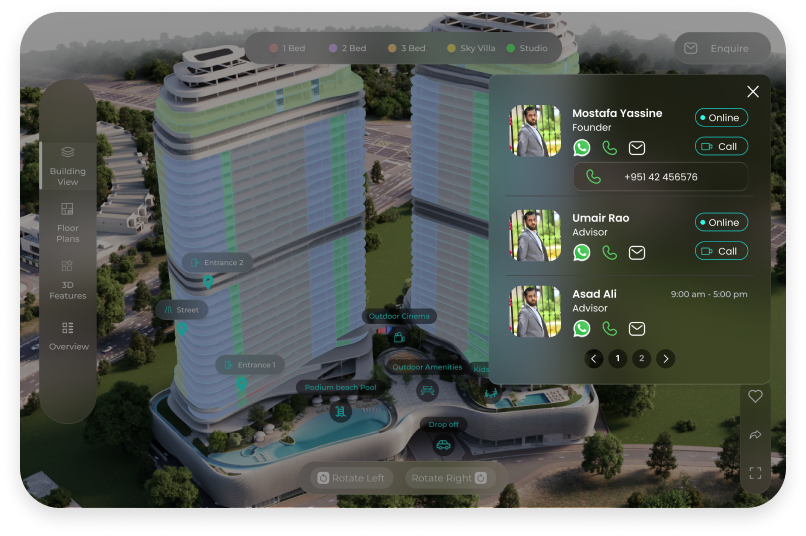 1 Bed
2 Bed
3 Bed
Sky Villa
Studio
Enquire
Building
View
Floor
Plans
3D
Features
Overview
Mostafa Yassine
Founder
Online
Call
+951 42 456576
Umair Rao
Advisor
Online
Call
Asad Ali
Advisor
9:00 am - 5:00 pm
1
2
Entrance 2
Street
Entrance 1
Outdoor Cinema
Outdoor Amenities
Kids
Podium beach Pool
Drop off
Rotate Left
Rotate Right